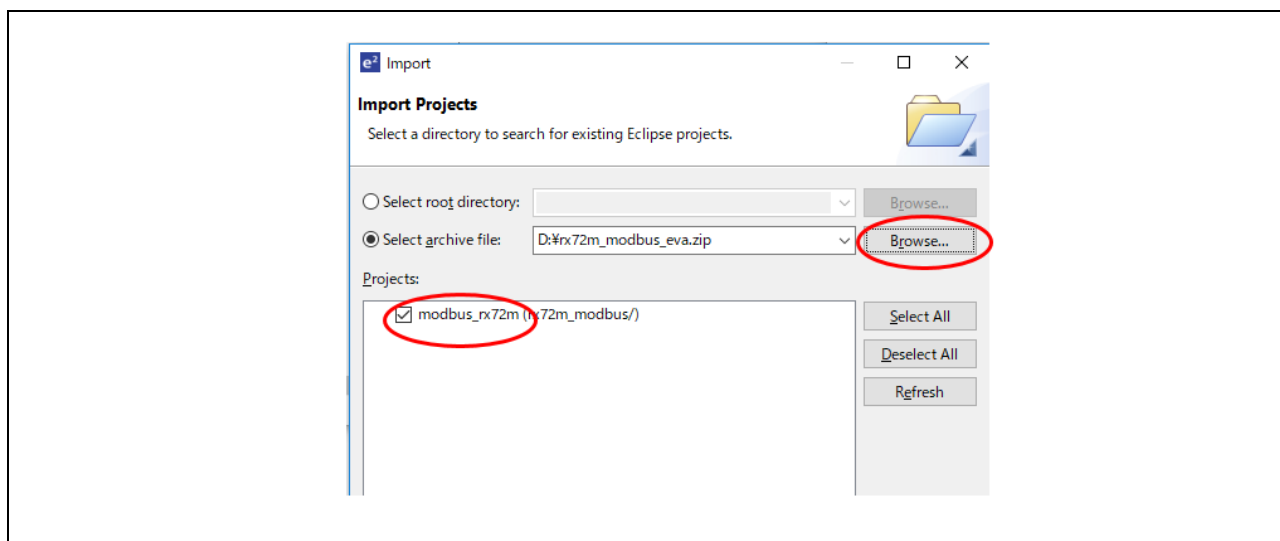 e² Import
Import Projects
Select a directory to search for existing Eclipse projects.
Select root directory:
Browse...
Select archive file:
D:¥rx72m_modbus_eva.zip
Browse...
Projects:
modbus_rx72m (rx72m_modbus/)
Select All
Deselect All
Refresh